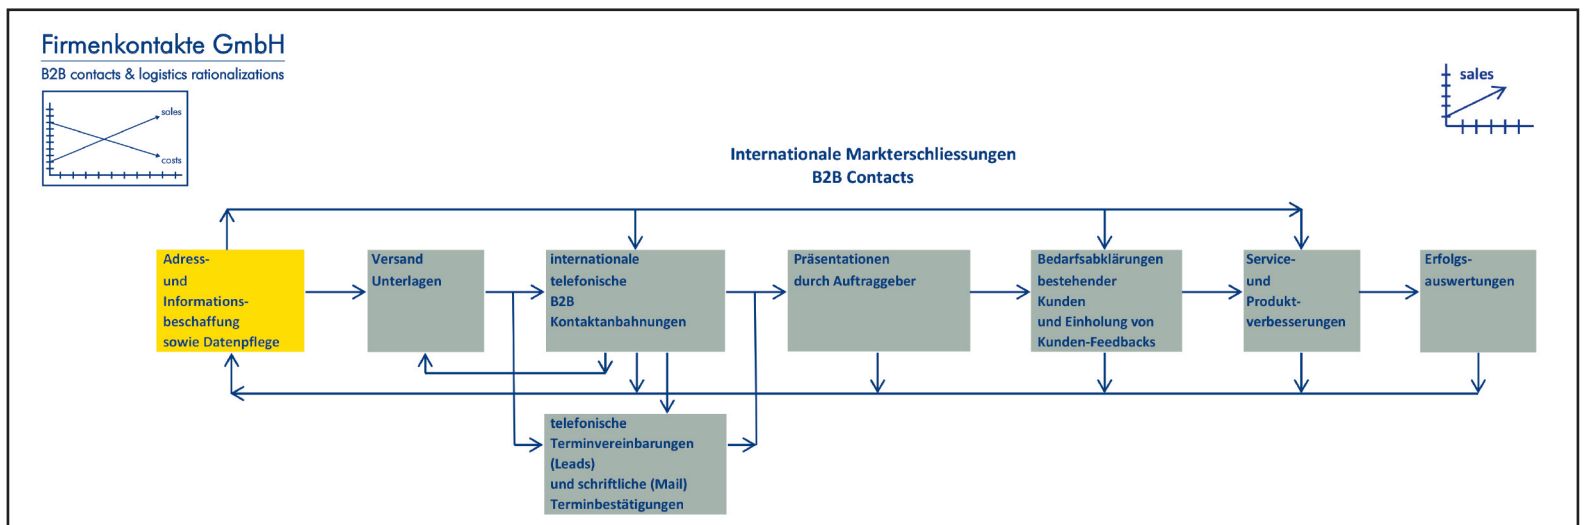 Firmenkontakte GmbH
B2B contacts & logistics rationalizations
sales
costs
sales
Internationale Markterschliessungen
B2B Contacts
Adress-
und
Informations-
beschaffung
sowie Datenpflege
Versand
Unterlagen
internationale
telefonische
B2B
Kontaktanbahnungen
Präsentationen
durch Auftraggeber
Bedarfsabklärungen
bestehender
Kunden
und Einholung von
Kunden-Feedbacks
Service-
und
Produkt-
verbesserungen
Erfolgs-
auswertungen
telefonische
Terminvereinbarungen
(Leads)
und schriftliche (Mail)
Terminbestätigungen